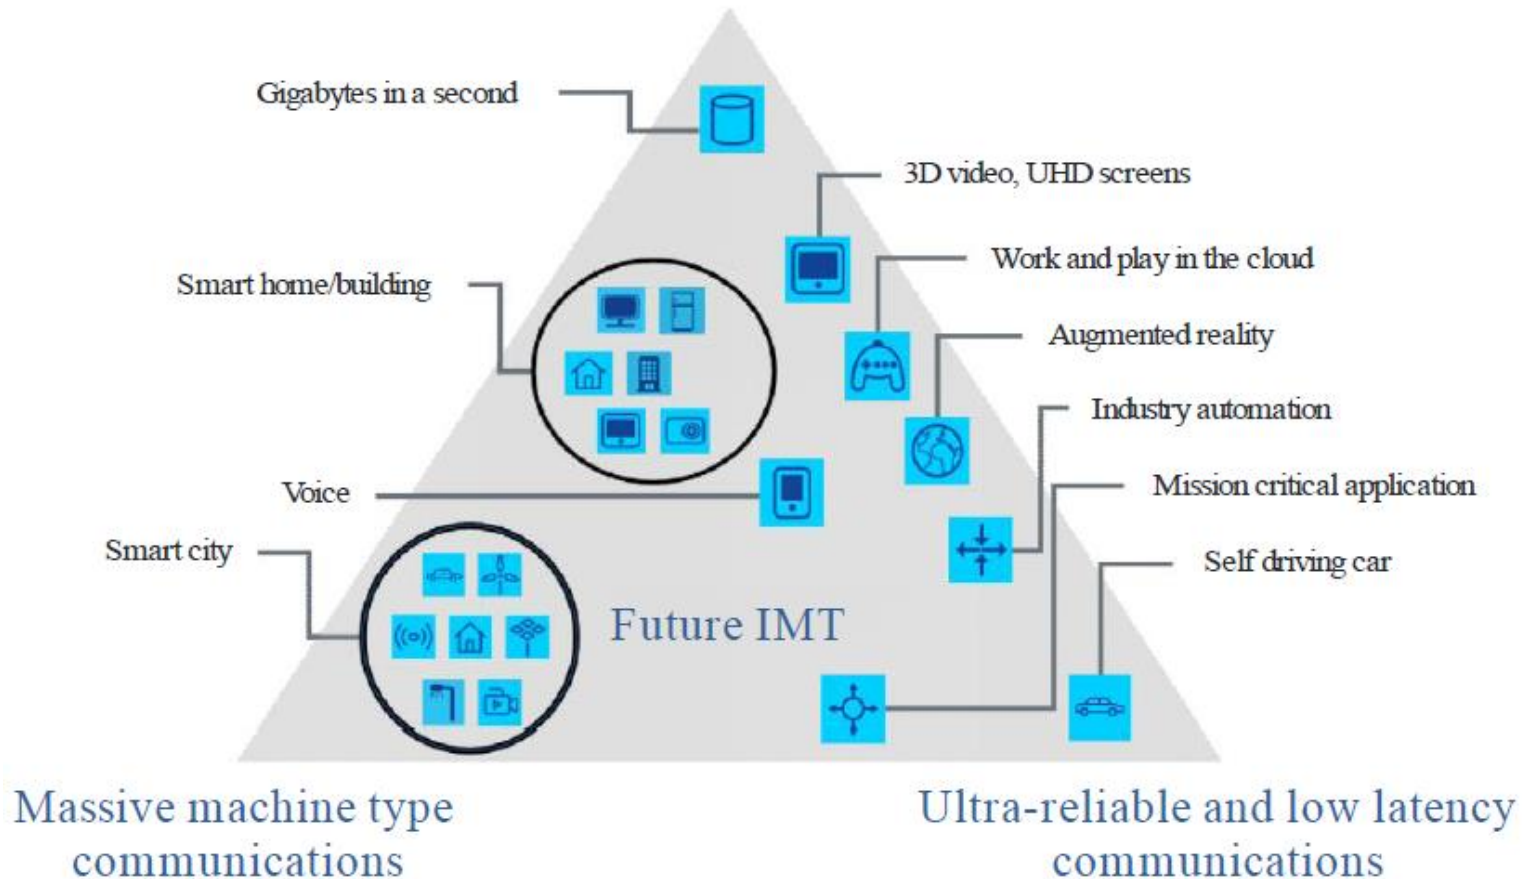 Gigabytes in a second
3D video, UHD screens
Work and play in the cloud
Smart home/building
Augmented reality
Industry automation
Mission critical application
Voice
Smart city
Self driving car
Future IMT
Massive machine type
communications
Ultra-reliable and low latency
communications